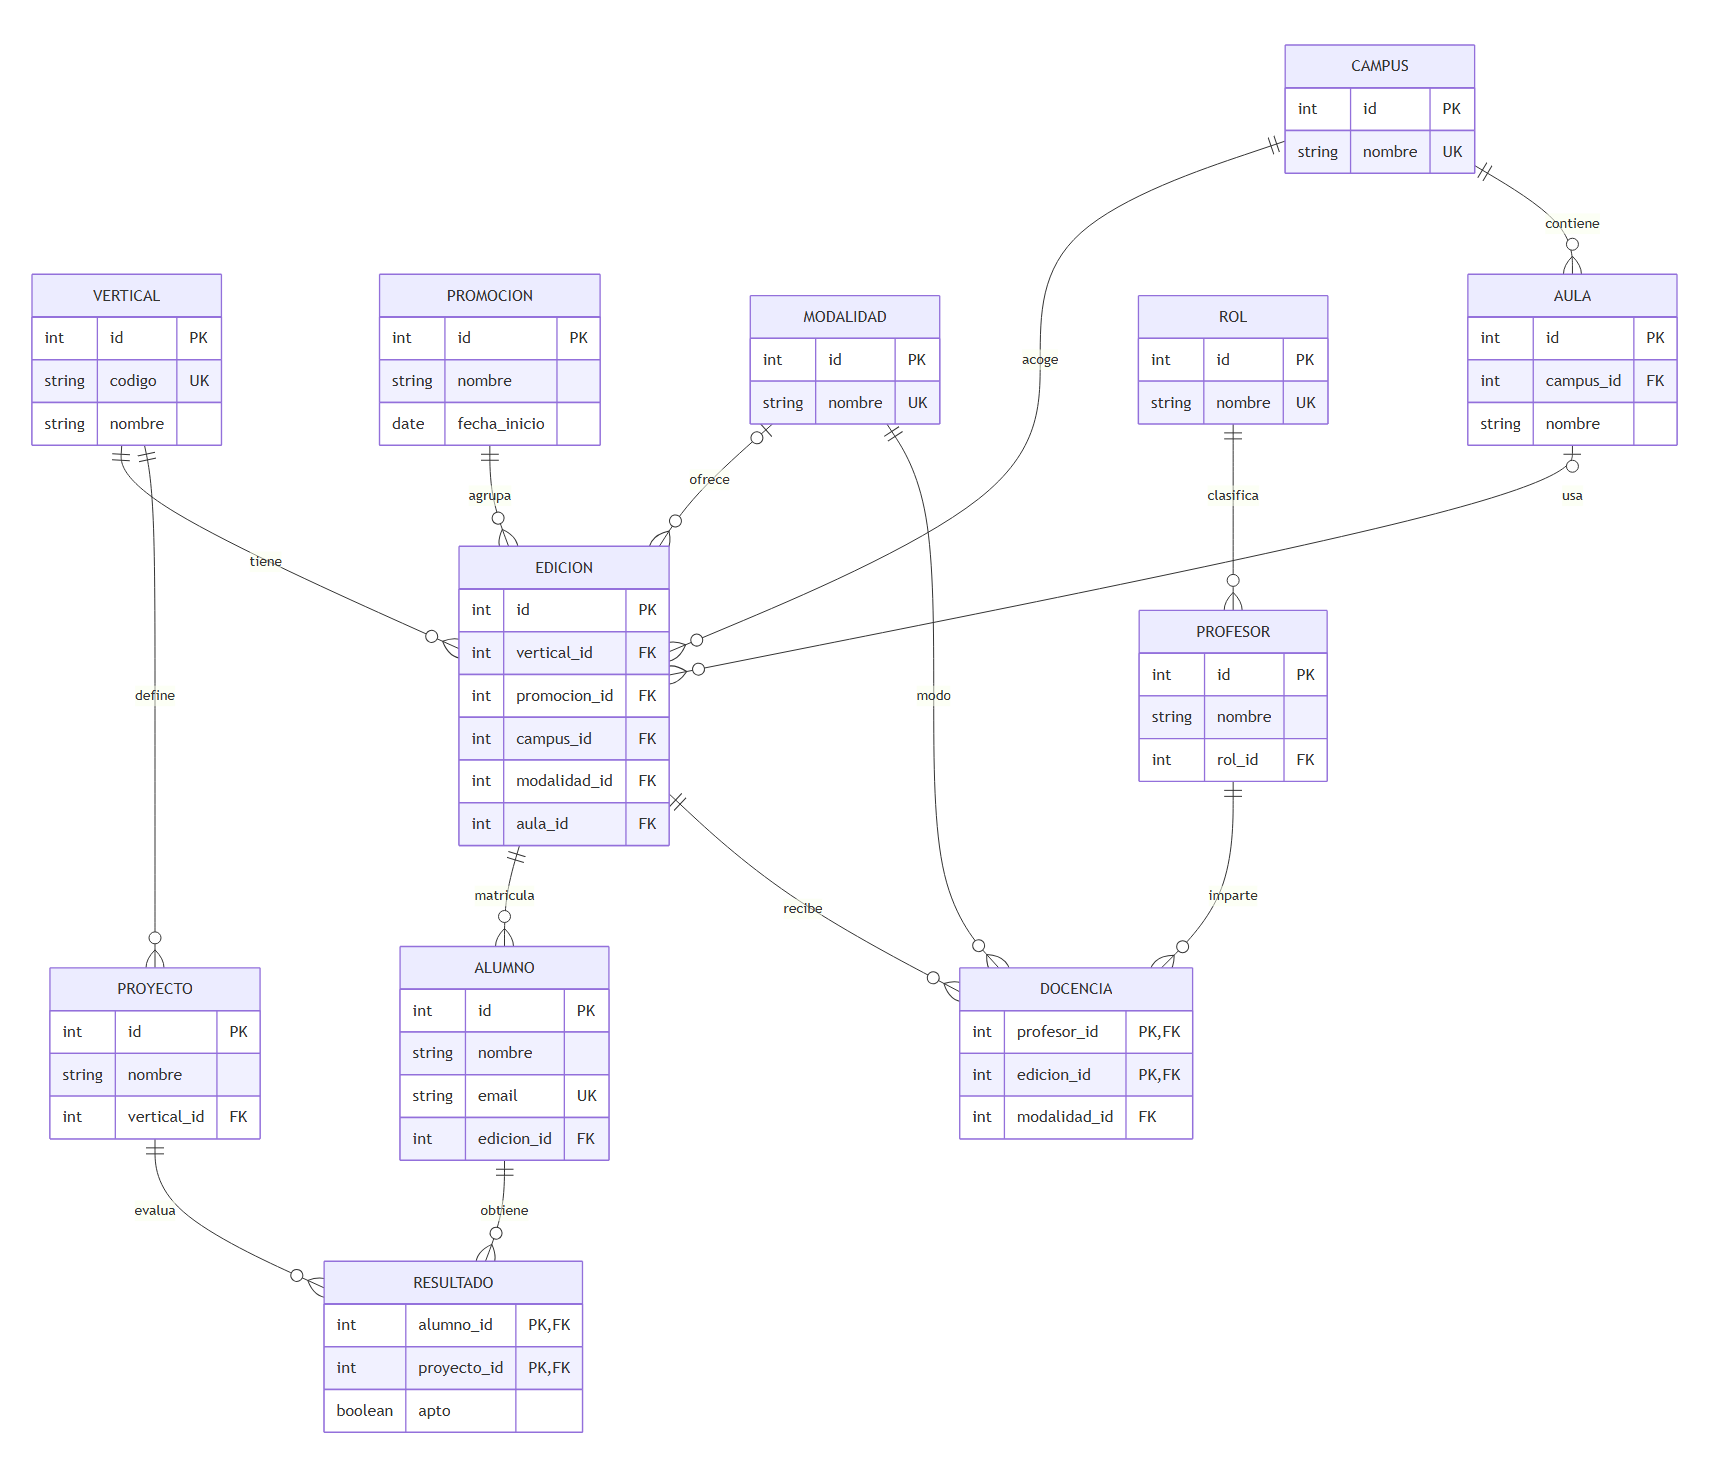 CAMPUS
int id PK
string nombre UK
contiene
VERTICAL
int id PK
string codigo UK
string nombre
PROMOCION
int id PK
string nombre
date fecha_inicio
MODALIDAD
int id PK
string nombre UK
ROL
int id PK
string nombre UK
AULA
int id PK
int campus_id FK
string nombre
acoge
ofrece
agrupa
clasifica
usa
tiene
EDICION
int id PK
int vertical_id FK
int promocion_id FK
int campus_id FK
int modalidad_id FK
int aula_id FK
PROFESOR
int id PK
string nombre
int rol_id FK
define
modo
matricula
recibe
imparte
PROYECTO
int id PK
string nombre
int vertical_id FK
ALUMNO
int id PK
string nombre
string email UK
int edicion_id FK
DOCENCIA
int profesor_id PK,FK
int edicion_id PK,FK
int modalidad_id FK
evalua
obtiene
RESULTADO
int alumno_id PK,FK
int proyecto_id PK,FK
boolean apto